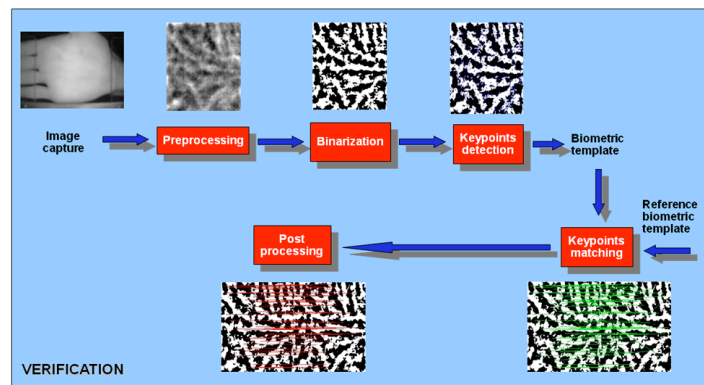 Image
capture
Preprocessing
Binarization
Keypoints
detection
Biometric
template
Reference
biometric
template
Post
processing
Keypoints
matching
VERIFICATION